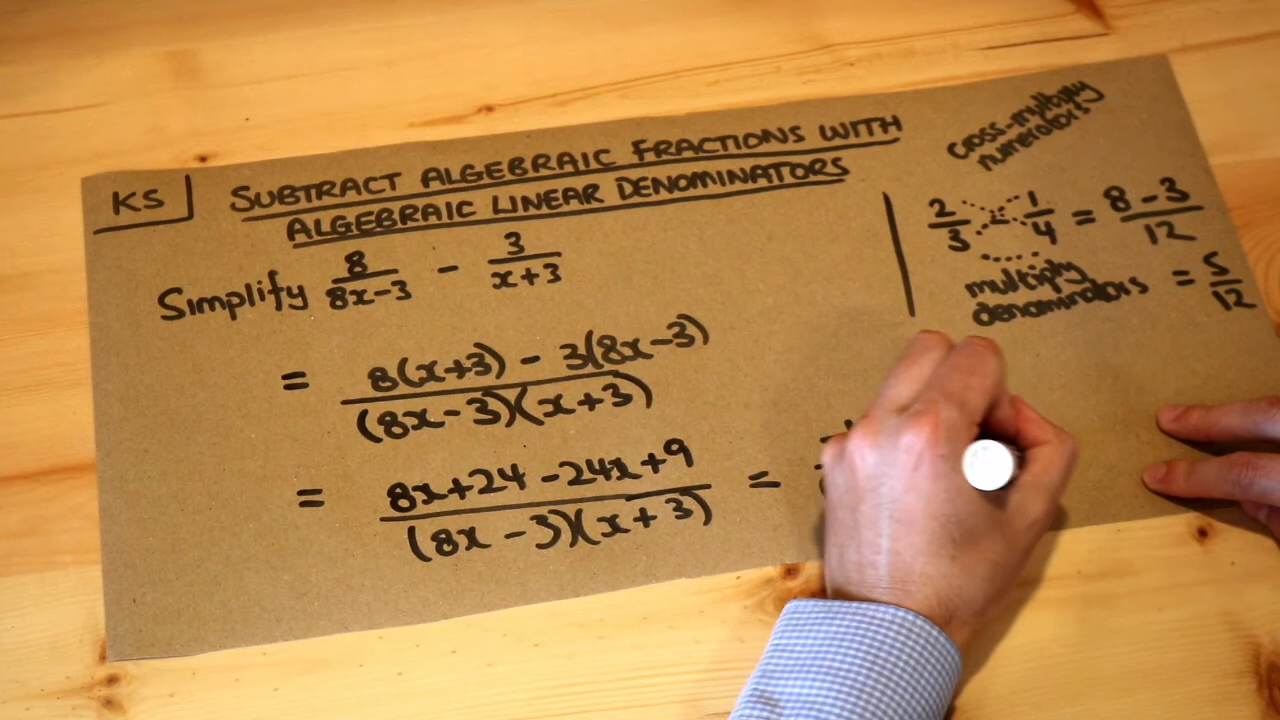 KS
SUBTRACT ALGEBRAIC FRACTIONS WITH
ALGEBRAIC LINEAR DENOMINATORS
Simplify 8/(8x-3) - 3/(x+3)
= (8(x+3) - 3(8x-3))/((8x-3)(x+3))
= (8x+24-24x+9)/((8x-3)(x+3)) =
cross-multiply
numerators
2/3 - 1/4 = (8-3)/12
multiply
denominators
= 5/12